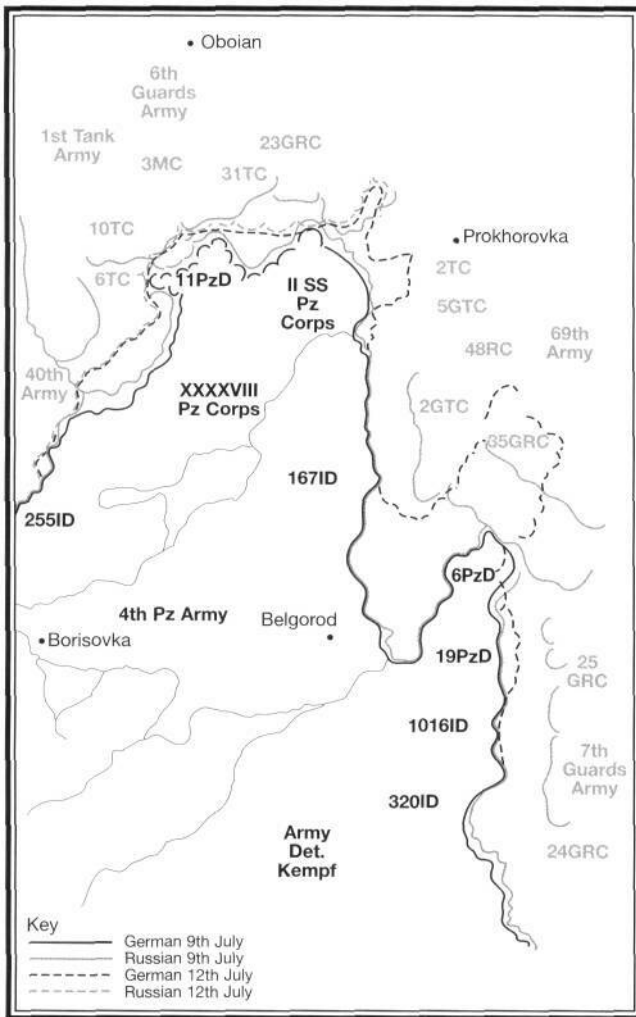 Oboian
6th
Guards
Army
1st Tank
Army
23GRC
3MC
31TC
10TC
Prokhorovka
6TC
11PzD
2TC
II SS
Pz
Corps
5GTC
69th
Army
48RC
40th
Army
XXXXVIII
Pz Corps
2GTC
35GRC
167ID
255ID
6PzD
4th Pz Army
Belgorod
Borisovka
19PzD
25
GRC
1016ID
7th
Guards
Army
320ID
Army
Det.
Kempf
24GRC
Key
German 9th July
Russian 9th July
German 12th July
Russian 12th July